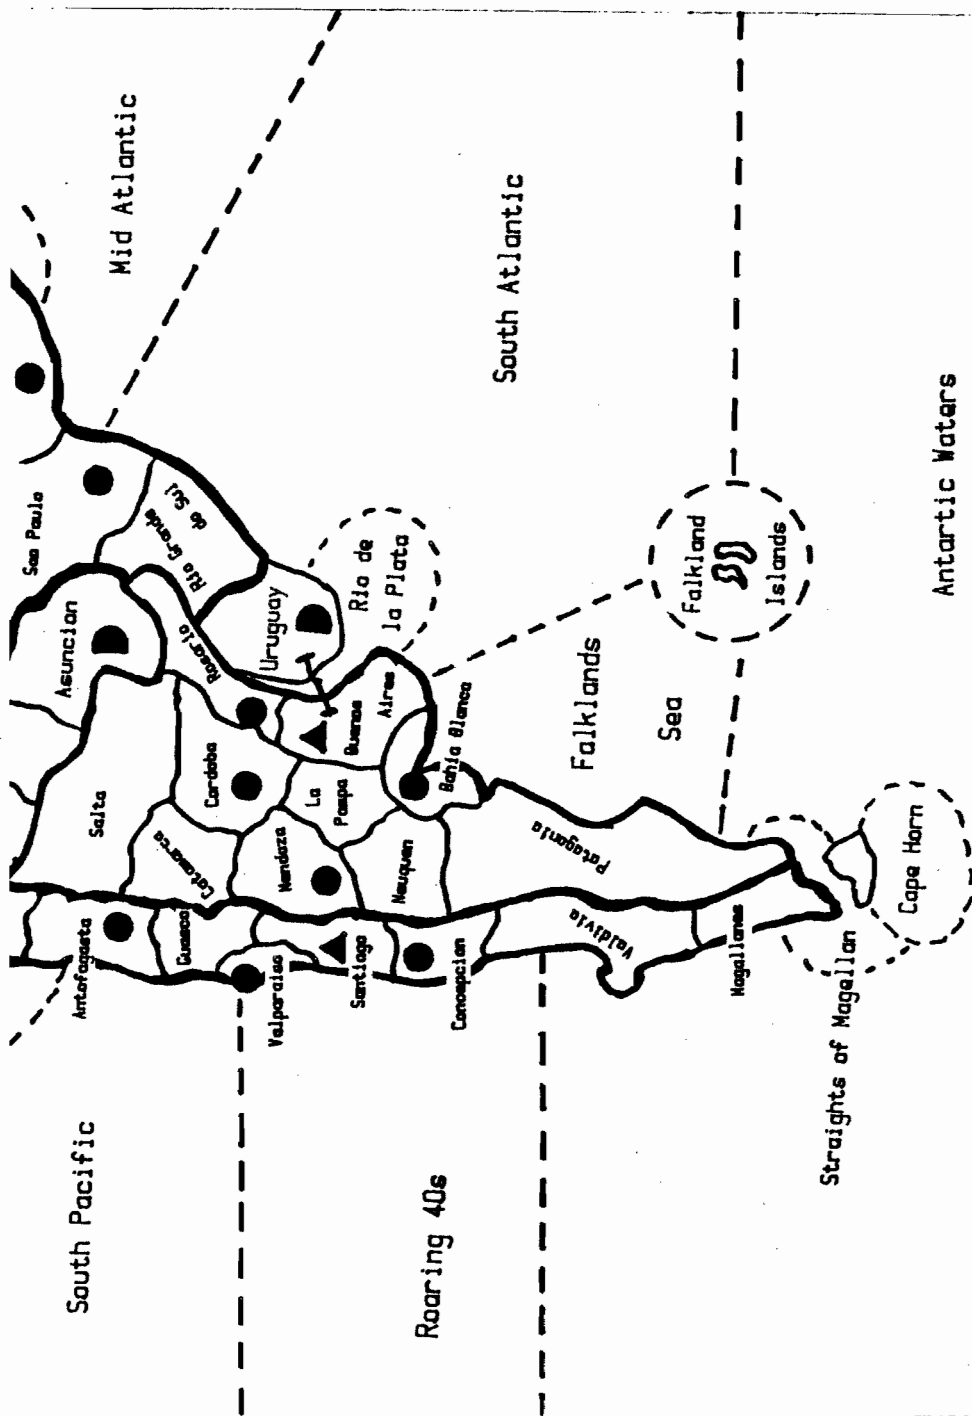 Mid Atlantic
South Atlantic
Antartic Waters
Sao Paulo
Rio Grande
do Sul
Asuncion
Rosario
Uruguay
Rio de
la Plata
Falkland
Islands
Salta
Cordoba
Buenos
Aires
Bahia Blanca
Falklands
Sea
Catamarca
La
Pampa
Mendoza
Neuquen
Patagonia
Cape Horn
Antofagasta
Guasco
Valparaiso
Santiago
Concepcion
Valdivia
Magallanes
Straights of Magellan
South Pacific
Roaring 40s